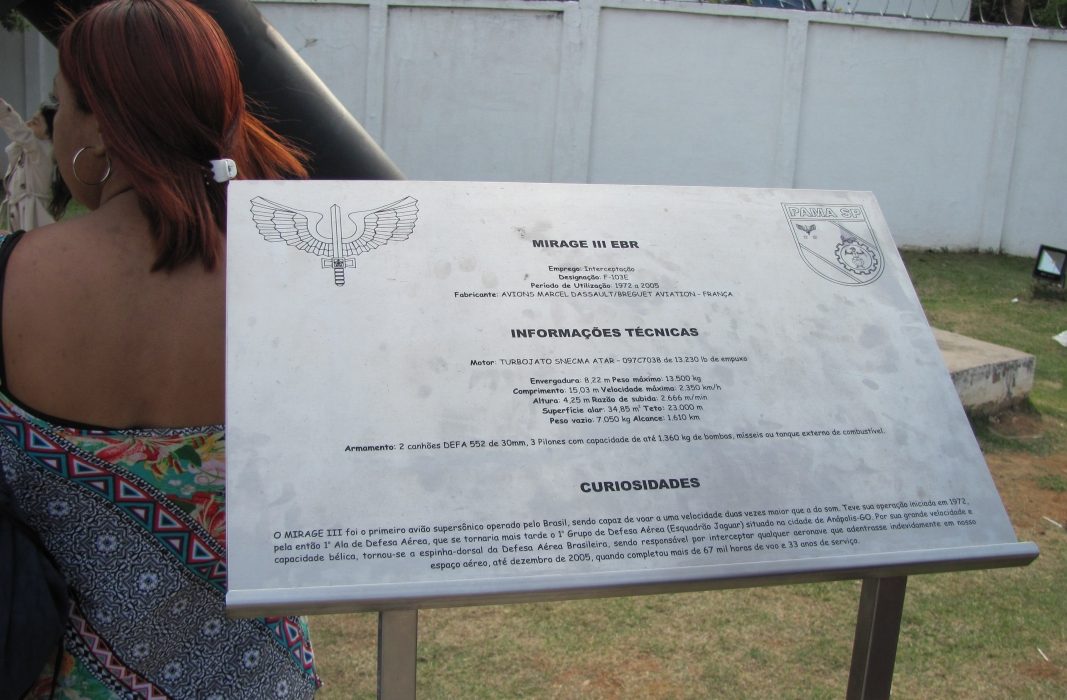 PAMA SP
MIRAGE III EBR
Emprego: Interceptação
Designação: F-103E
Período de Utilização: 1972 a 2005
Fabricante: AVIONS MARCEL DASSAULT/BREGUET AVIATION - FRANÇA
INFORMAÇÕES TÉCNICAS
Motor: TURBOJATO SNECMA ATAR - 097C7038 de 13.230 lb de empuxo
Envergadura: 8,22 m Peso máximo: 13.500 kg
Comprimento: 15,03 m Velocidade máxima: 2.350 km/h
Altura: 4,25 m Razão de subida: 2.666 m/min
Superfície alar: 34,85 m² Teto: 23.000 m
Peso vazio: 7.050 kg Alcance: 1.610 km
Armamento: 2 canhões DEFA 552 de 30mm, 3 Pilones com capacidade de até 1.360 kg de bombas, mísseis ou tanque externo de combustível.
CURIOSIDADES
O MIRAGE III foi o primeiro avião supersônico operado pelo Brasil, sendo capaz de voar a uma velocidade duas vezes maior que a do som. Teve sua operação iniciada em 1972,
pela então 1ª Ala de Defesa Aérea, que se tornaria mais tarde o 1º Grupo de Defesa Aérea (Esquadrão Jaguar) situado na cidade de Anápolis-GO. Por sua grande velocidade e
capacidade bélica, tornou-se a espinha-dorsal da Defesa Aérea Brasileira, sendo responsável por interceptar qualquer aeronave que adentrasse indevidamente em nosso
espaço aéreo, até dezembro de 2005, quando completou mais de 67 mil horas de voo e 33 anos de serviço.